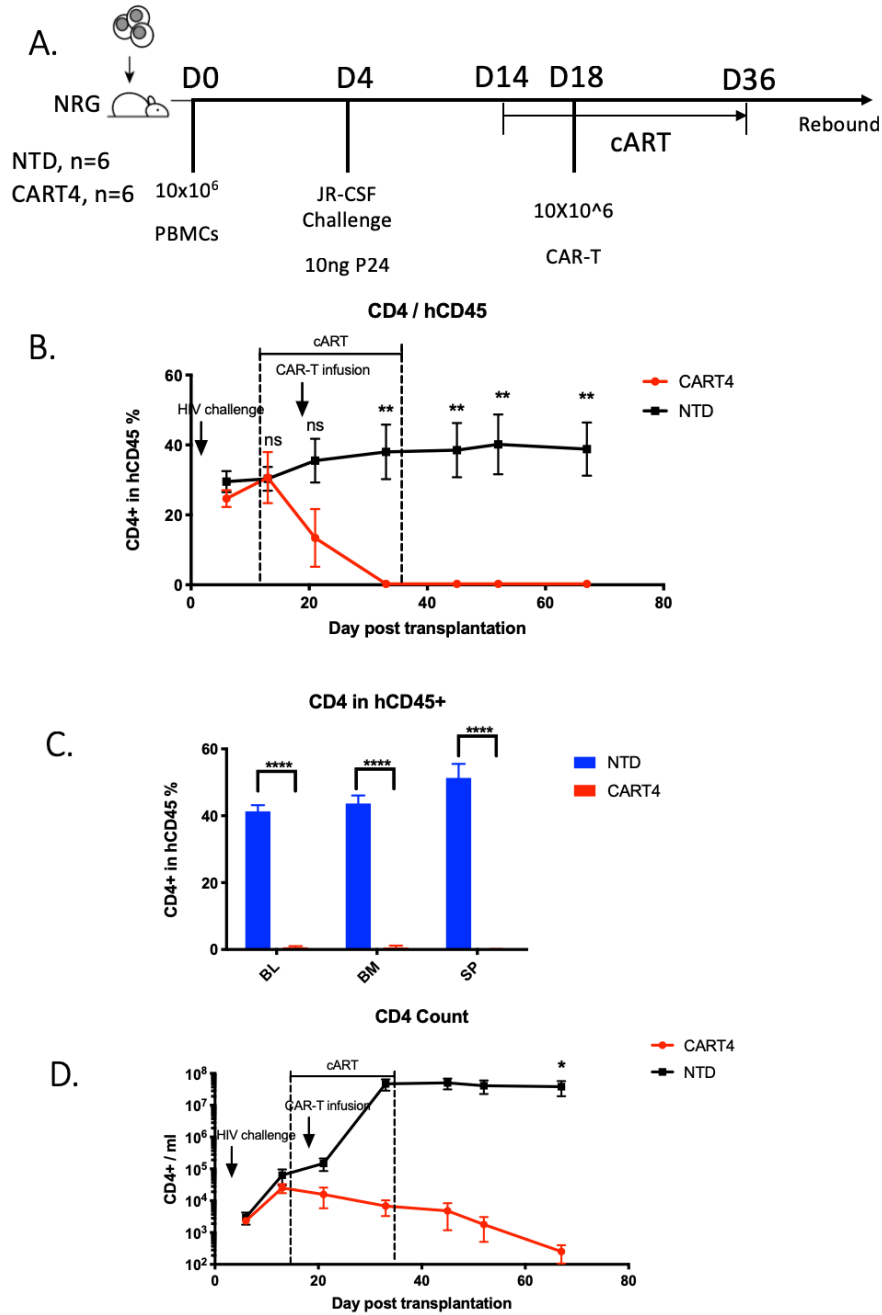 A.
D0 D4 D14 D18 D36
NRG
cART
Rebound
NTD, n=6
CART4, n=6
10x10⁶
PBMCs
JR-CSF
Challenge
10ng P24
10X10^6
CAR-T
CD4 / hCD45
B.
cART
CAR-T infusion
HIV challenge
ns
ns
**
**
**
**
CART4
NTD
CD4+ in hCD45 %
60
40
20
0
0 20 40 60 80
Day post transplantation
CD4 in hCD45+
C.
****
****
****
NTD
CART4
CD4+ in hCD45 %
60
40
20
0
BL BM SP
CD4 Count
D.
cART
CAR-T infusion
HIV challenge
*
CART4
NTD
CD4+ / ml
10⁸
10⁷
10⁶
10⁵
10⁴
10³
10²
0 20 40 60 80
Day post transplantation